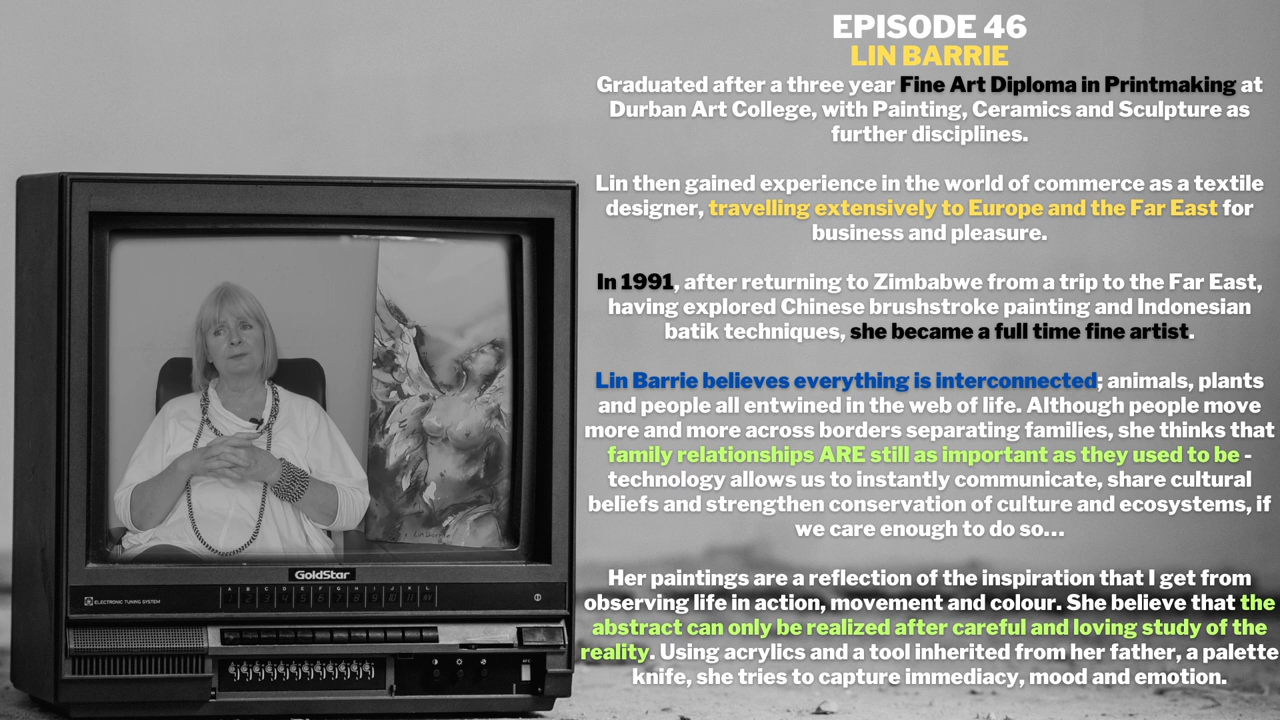 EPISODE 46
LIN BARRIE
Graduated after a three year Fine Art Diploma in Printmaking at
Durban Art College, with Painting, Ceramics and Sculpture as
further disciplines.
Lin then gained experience in the world of commerce as a textile
designer, travelling extensively to Europe and the Far East for
business and pleasure.
In 1991, after returning to Zimbabwe from a trip to the Far East,
having explored Chinese brushstroke painting and Indonesian
batik techniques, she became a full time fine artist.
Lin Barrie believes everything is interconnected; animals, plants
and people all entwined in the web of life. Although people move
more and more across borders separating families, she thinks that
family relationships ARE still as important as they used to be -
technology allows us to instantly communicate, share cultural
beliefs and strengthen conservation of culture and ecosystems, if
we care enough to do so...
Her paintings are a reflection of the inspiration that I get from
observing life in action, movement and colour. She believe that the
abstract can only be realized after careful and loving study of the
reality. Using acrylics and a tool inherited from her father, a palette
knife, she tries to capture immediacy, mood and emotion.
GoldStar
ELECTRONIC TUNING SYSTEM